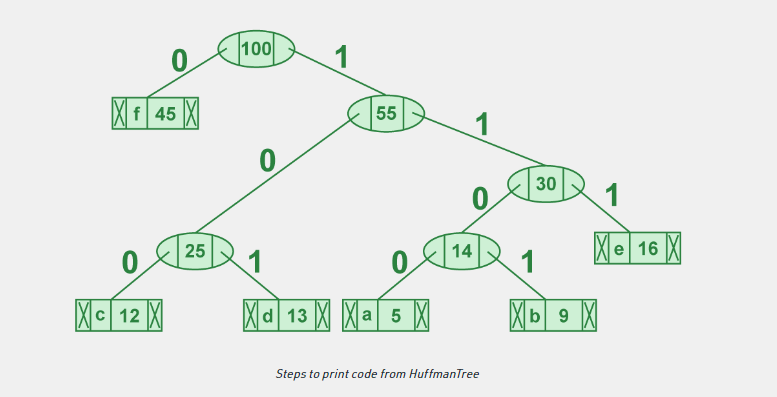 100
0 1
f 45
55
0 1
30
0 1
25
14
e 16
0 1 0 1
c 12
d 13
a 5
b 9
Steps to print code from HuffmanTree